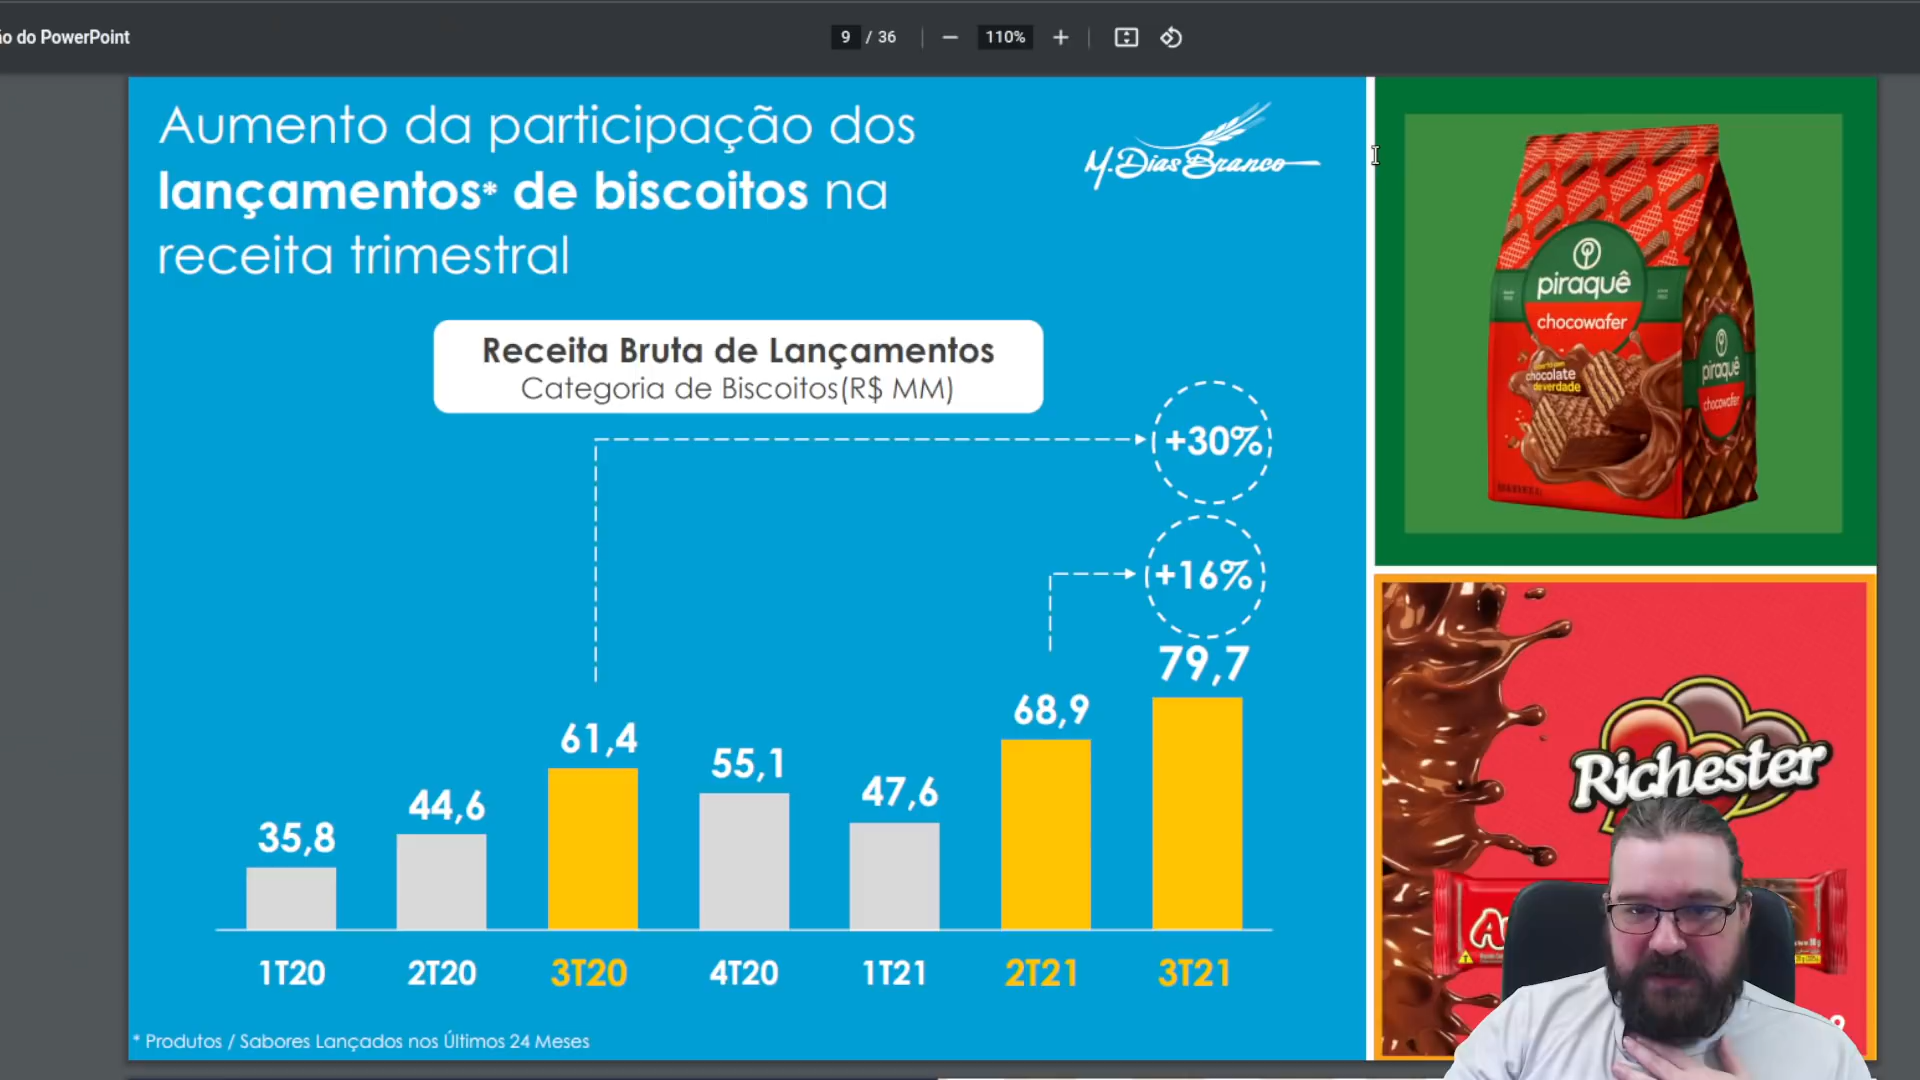 ão do PowerPoint
9 / 36
110%
Aumento da participação dos
lançamentos* de biscoitos na
receita trimestral
M. Dias Branco
Receita Bruta de Lançamentos
Categoria de Biscoitos(R$ MM)
+30%
+16%
35,8
44,6
61,4
55,1
47,6
68,9
79,7
1T20
2T20
3T20
4T20
1T21
2T21
3T21
* Produtos / Sabores Lançados nos Últimos 24 Meses
piraquê
chocowafer
chocolate
de verdade
piraquê
chocowafer
Richester